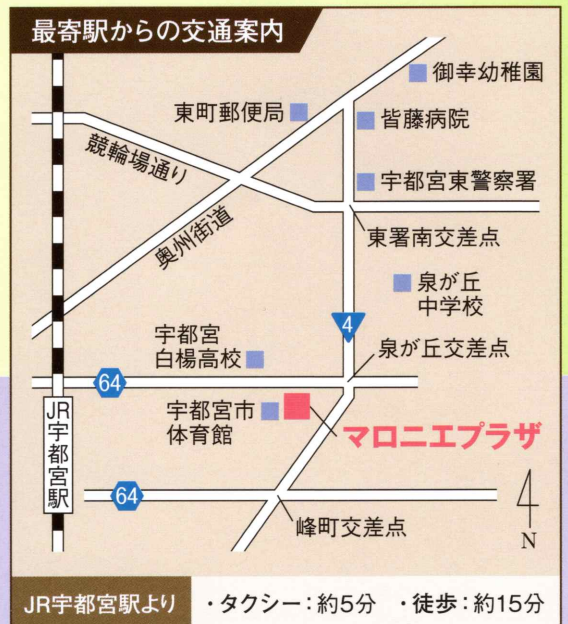 最寄駅からの交通案内
御幸幼稚園
東町郵便局
皆藤病院
競輪場通り
宇都宮東警察署
奥州街道
東署南交差点
泉が丘
中学校
4
宇都宮
白楊高校
泉が丘交差点
64
JR宇都宮駅
宇都宮市
体育館
マロニエプラザ
64
峰町交差点
N
JR宇都宮駅より ・タクシー：約5分 ・徒歩：約15分